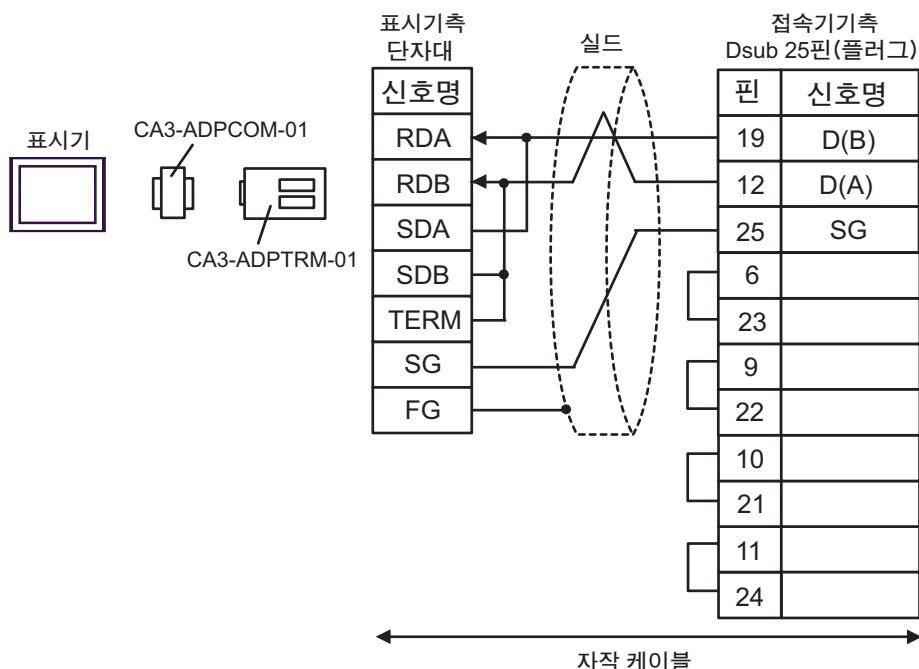 표시기
CA3-ADPCOM-01
CA3-ADPTRM-01
표시기측
단자대
신호명
RDA
RDB
SDA
SDB
TERM
SG
FG
실드
접속기기측
Dsub 25핀(플러그)
핀 신호명
19 D(B)
12 D(A)
25 SG
6
23
9
22
10
21
11
24
자작 케이블